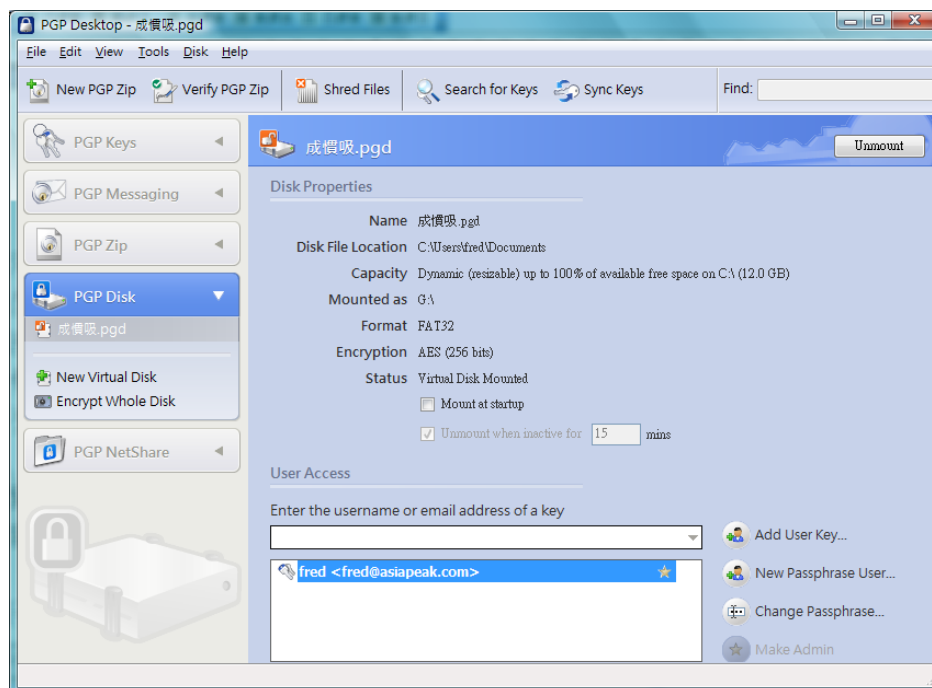 PGP Desktop - 成慣吸.pgd
File Edit View Tools Disk Help
New PGP Zip Verify PGP Zip Shred Files Search for Keys Sync Keys Find:
PGP Keys
PGP Messaging
PGP Zip
PGP Disk
成慣吸.pgd
New Virtual Disk
Encrypt Whole Disk
PGP NetShare
成慣吸.pgd Unmount
Disk Properties
Name 成慣吸.pgd
Disk File Location C:\Users\fred\Documents
Capacity Dynamic (resizable) up to 100% of available free space on C:\ (12.0 GB)
Mounted as G:\
Format FAT32
Encryption AES (256 bits)
Status Virtual Disk Mounted
Mount at startup
Unmount when inactive for 15 mins
User Access
Enter the username or email address of a key
fred <fred@asiapeak.com>
Add User Key...
New Passphrase User...
Change Passphrase...
Make Admin